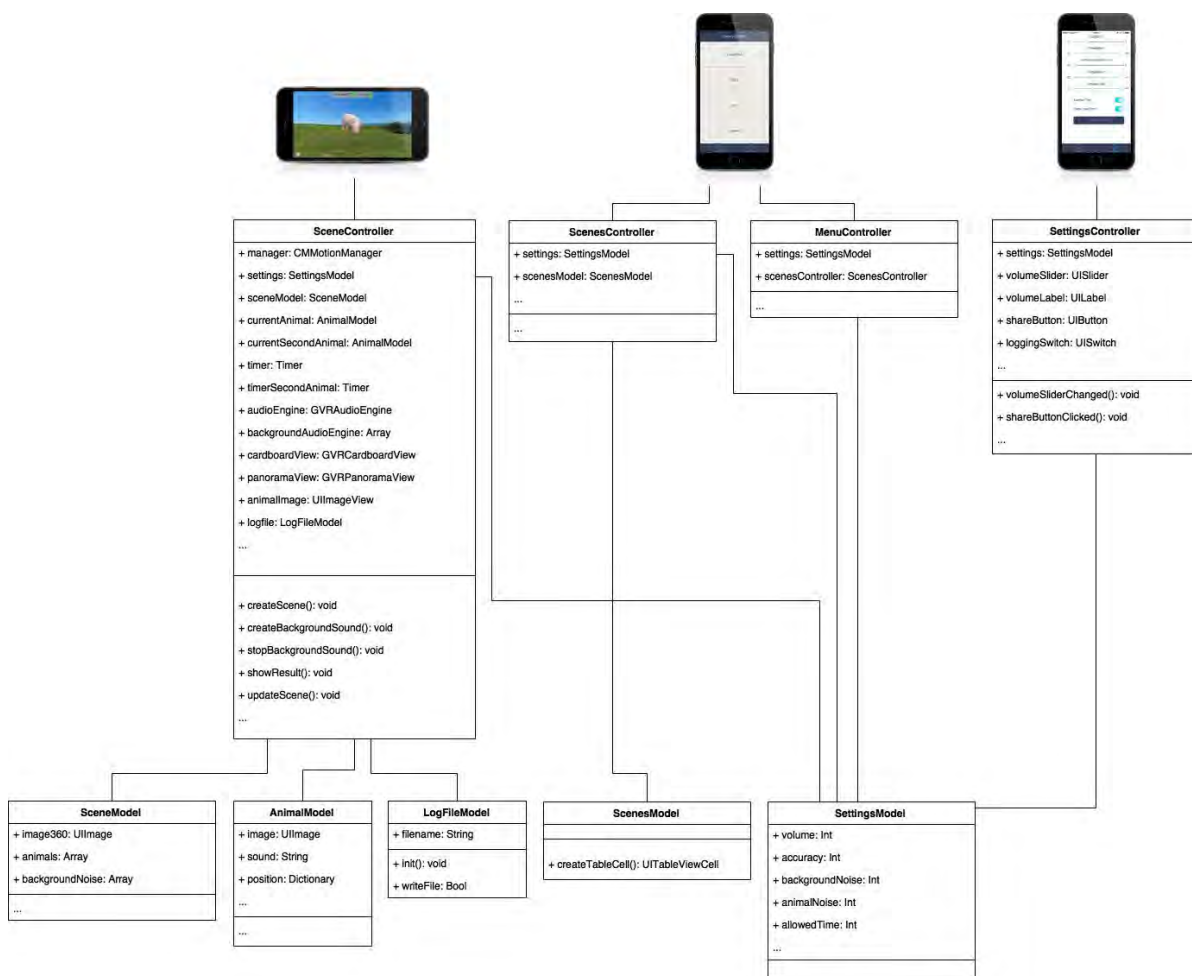 SceneController
+ manager: CMMotionManager
+ settings: SettingsModel
+ sceneModel: SceneModel
+ currentAnimal: AnimalModel
+ currentSecondAnimal: AnimalModel
+ timer: Timer
+ timerSecondAnimal: Timer
+ audioEngine: GVRAudioEngine
+ backgroundAudioEngine: Array
+ cardboardView: GVRCardboardView
+ panoramaView: GVRPanoramaView
+ animalImage: UIImageView
+ logfile: LogFileModel
...
+ createScene(): void
+ createBackgroundSound(): void
+ stopBackgroundSound(): void
+ showResult(): void
+ updateScene(): void
...
ScenesController
+ settings: SettingsModel
+ scenesModel: ScenesModel
...
...
MenuController
+ settings: SettingsModel
+ scenesController: ScenesController
...
SettingsController
+ settings: SettingsModel
+ volumeSlider: UISlider
+ volumeLabel: UILabel
+ shareButton: UIButton
+ loggingSwitch: UISwitch
...
+ volumeSliderChanged(): void
+ shareButtonClicked(): void
...
SceneModel
+ image360: UIImage
+ animals: Array
+ backgroundNoise: Array
...
AnimalModel
+ image: UIImage
+ sound: String
+ position: Dictionary
...
...
LogFileModel
+ filename: String
+ init(): void
+ writeFile: Bool
ScenesModel
+ createTableCell(): UITableViewCell
SettingsModel
+ volume: Int
+ accuracy: Int
+ backgroundNoise: Int
+ animalNoise: Int
+ allowedTime: Int
...